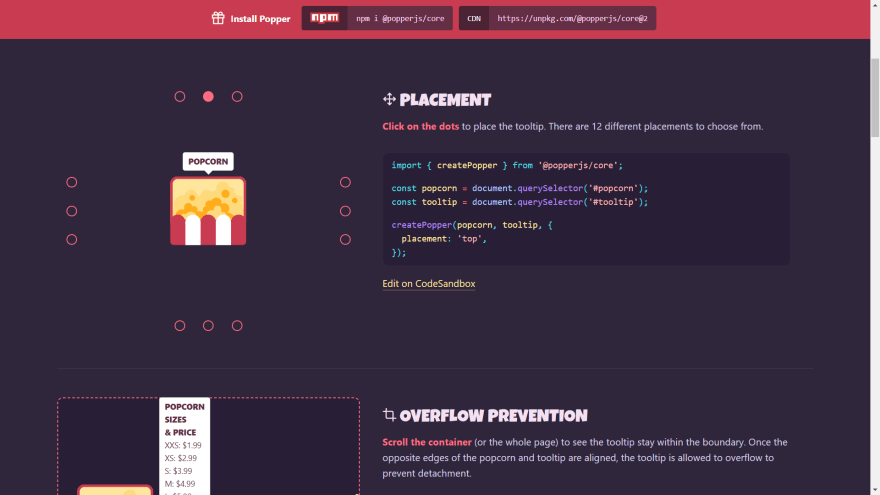 Install Popper
npm
npm i @popperjs/core
CDN
https://unpkg.com/@popperjs/core@2
PLACEMENT
Click on the dots to place the tooltip. There are 12 different placements to choose from.
POPCORN
import { createPopper } from '@popperjs/core';
const popcorn = document.querySelector('#popcorn');
const tooltip = document.querySelector('#tooltip');
createPopper(popcorn, tooltip, {
placement: 'top',
});
Edit on CodeSandbox
POPCORN
SIZES
& PRICE
XXS: $1.99
XS: $2.99
S: $3.99
M: $4.99
OVERFLOW PREVENTION
Scroll the container (or the whole page) to see the tooltip stay within the boundary. Once the
opposite edges of the popcorn and tooltip are aligned, the tooltip is allowed to overflow to
prevent detachment.